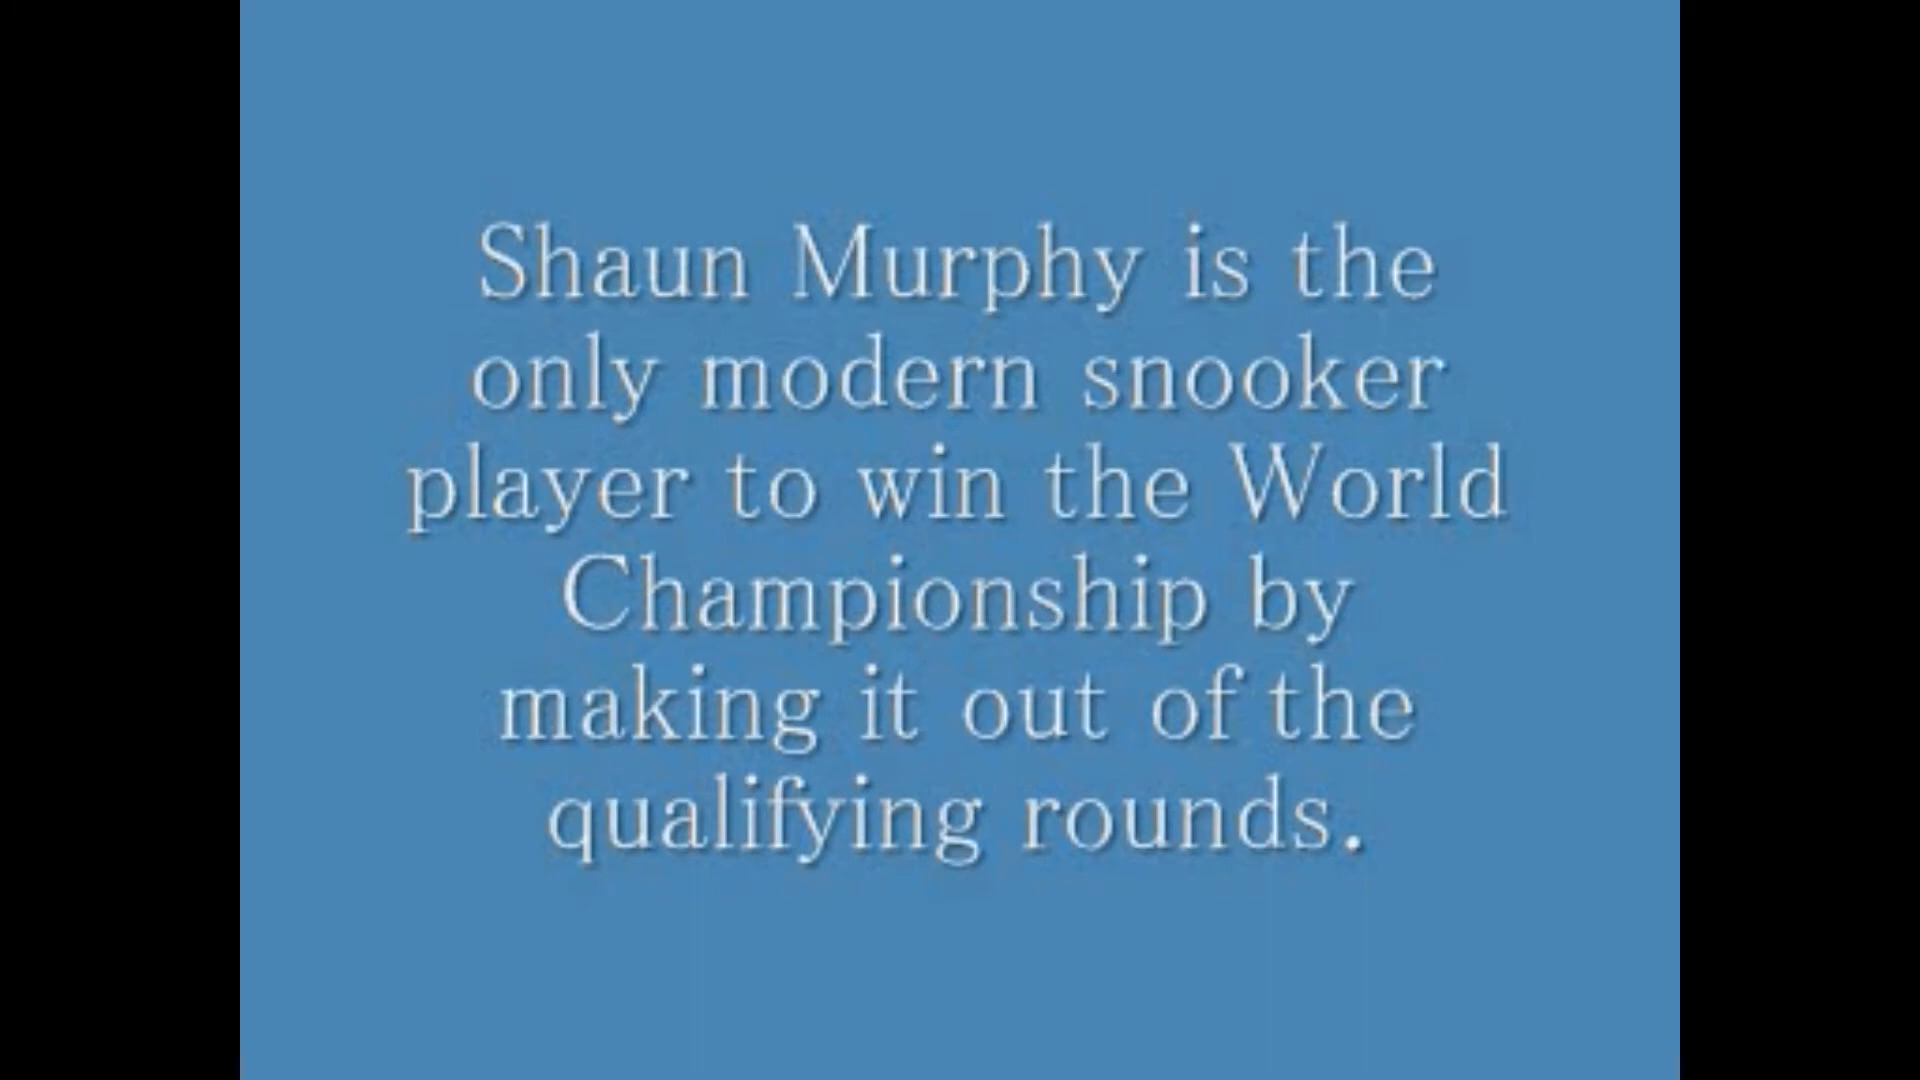 Shaun Murphy is the
only modern snooker
player to win the World
Championship by
making it out of the
qualifying rounds.